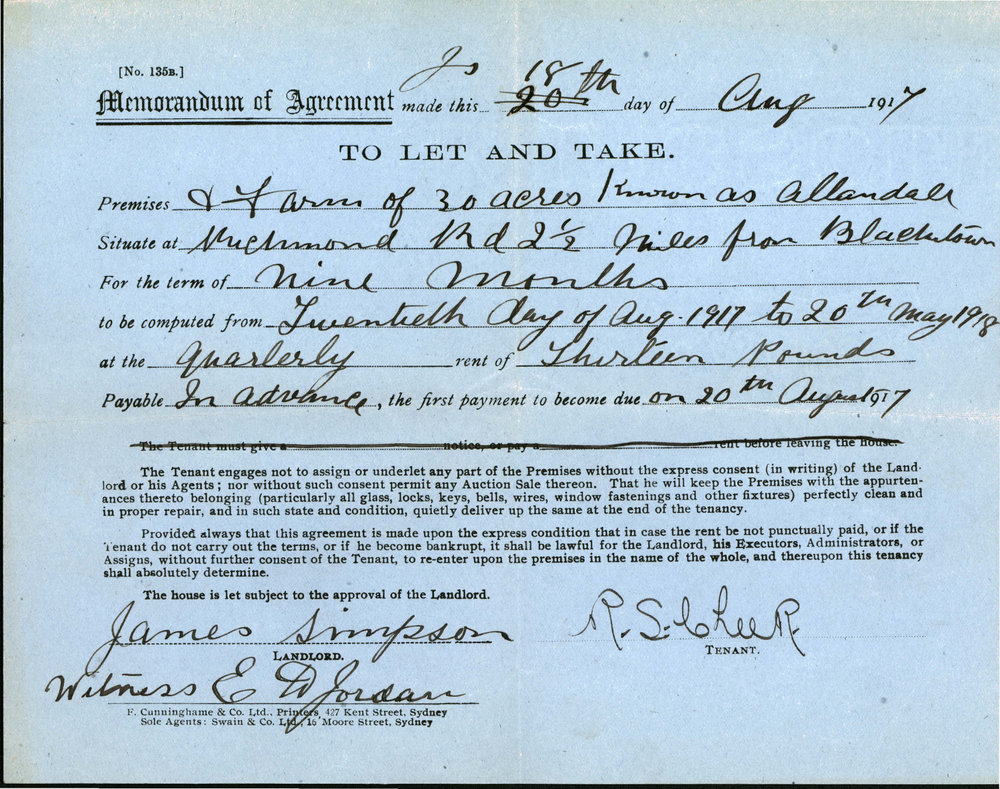 [No. 135B.]
Js 18
Memorandum of Agreement made this 20th day of Aug 1917
TO LET AND TAKE.
Premises & Farm of 30 acres Known as Allandale
Situate at Richmond Rd 2½ Miles from Blacktown
For the term of Nine Months
to be computed from Twentieth day of Aug. 1917 to 20th May 1918
at the Quarterly rent of Thirteen Pounds
Payable In advance, the first payment to become due on 20th August 1917
The Tenant must give a notice, or pay a rent before leaving the house.
The Tenant engages not to assign or underlet any part of the Premises without the express consent (in writing) of the Land-
lord or his Agents; nor without such consent permit any Auction Sale thereon. That he will keep the Premises with the appurten-
ances thereto belonging (particularly all glass, locks, keys, bells, wires, window fastenings and other fixtures) perfectly clean and
in proper repair, and in such state and condition, quietly deliver up the same at the end of the tenancy.
Provided always that this agreement is made upon the express condition that in case the rent be not punctually paid, or if the
Tenant do not carry out the terms, or if he become bankrupt, it shall be lawful for the Landlord, his Executors, Administrators, or
Assigns, without further consent of the Tenant, to re-enter upon the premises in the name of the whole, and thereupon this tenancy
shall absolutely determine.
The house is let subject to the approval of the Landlord.
James Simpson R. S. Cheer
LANDLORD. TENANT.
Witness E D Jordan
F. Cunninghame & Co. Ltd., Printers, 427 Kent Street, Sydney
Sole Agents: Swain & Co. Ltd., 16 Moore Street, Sydney